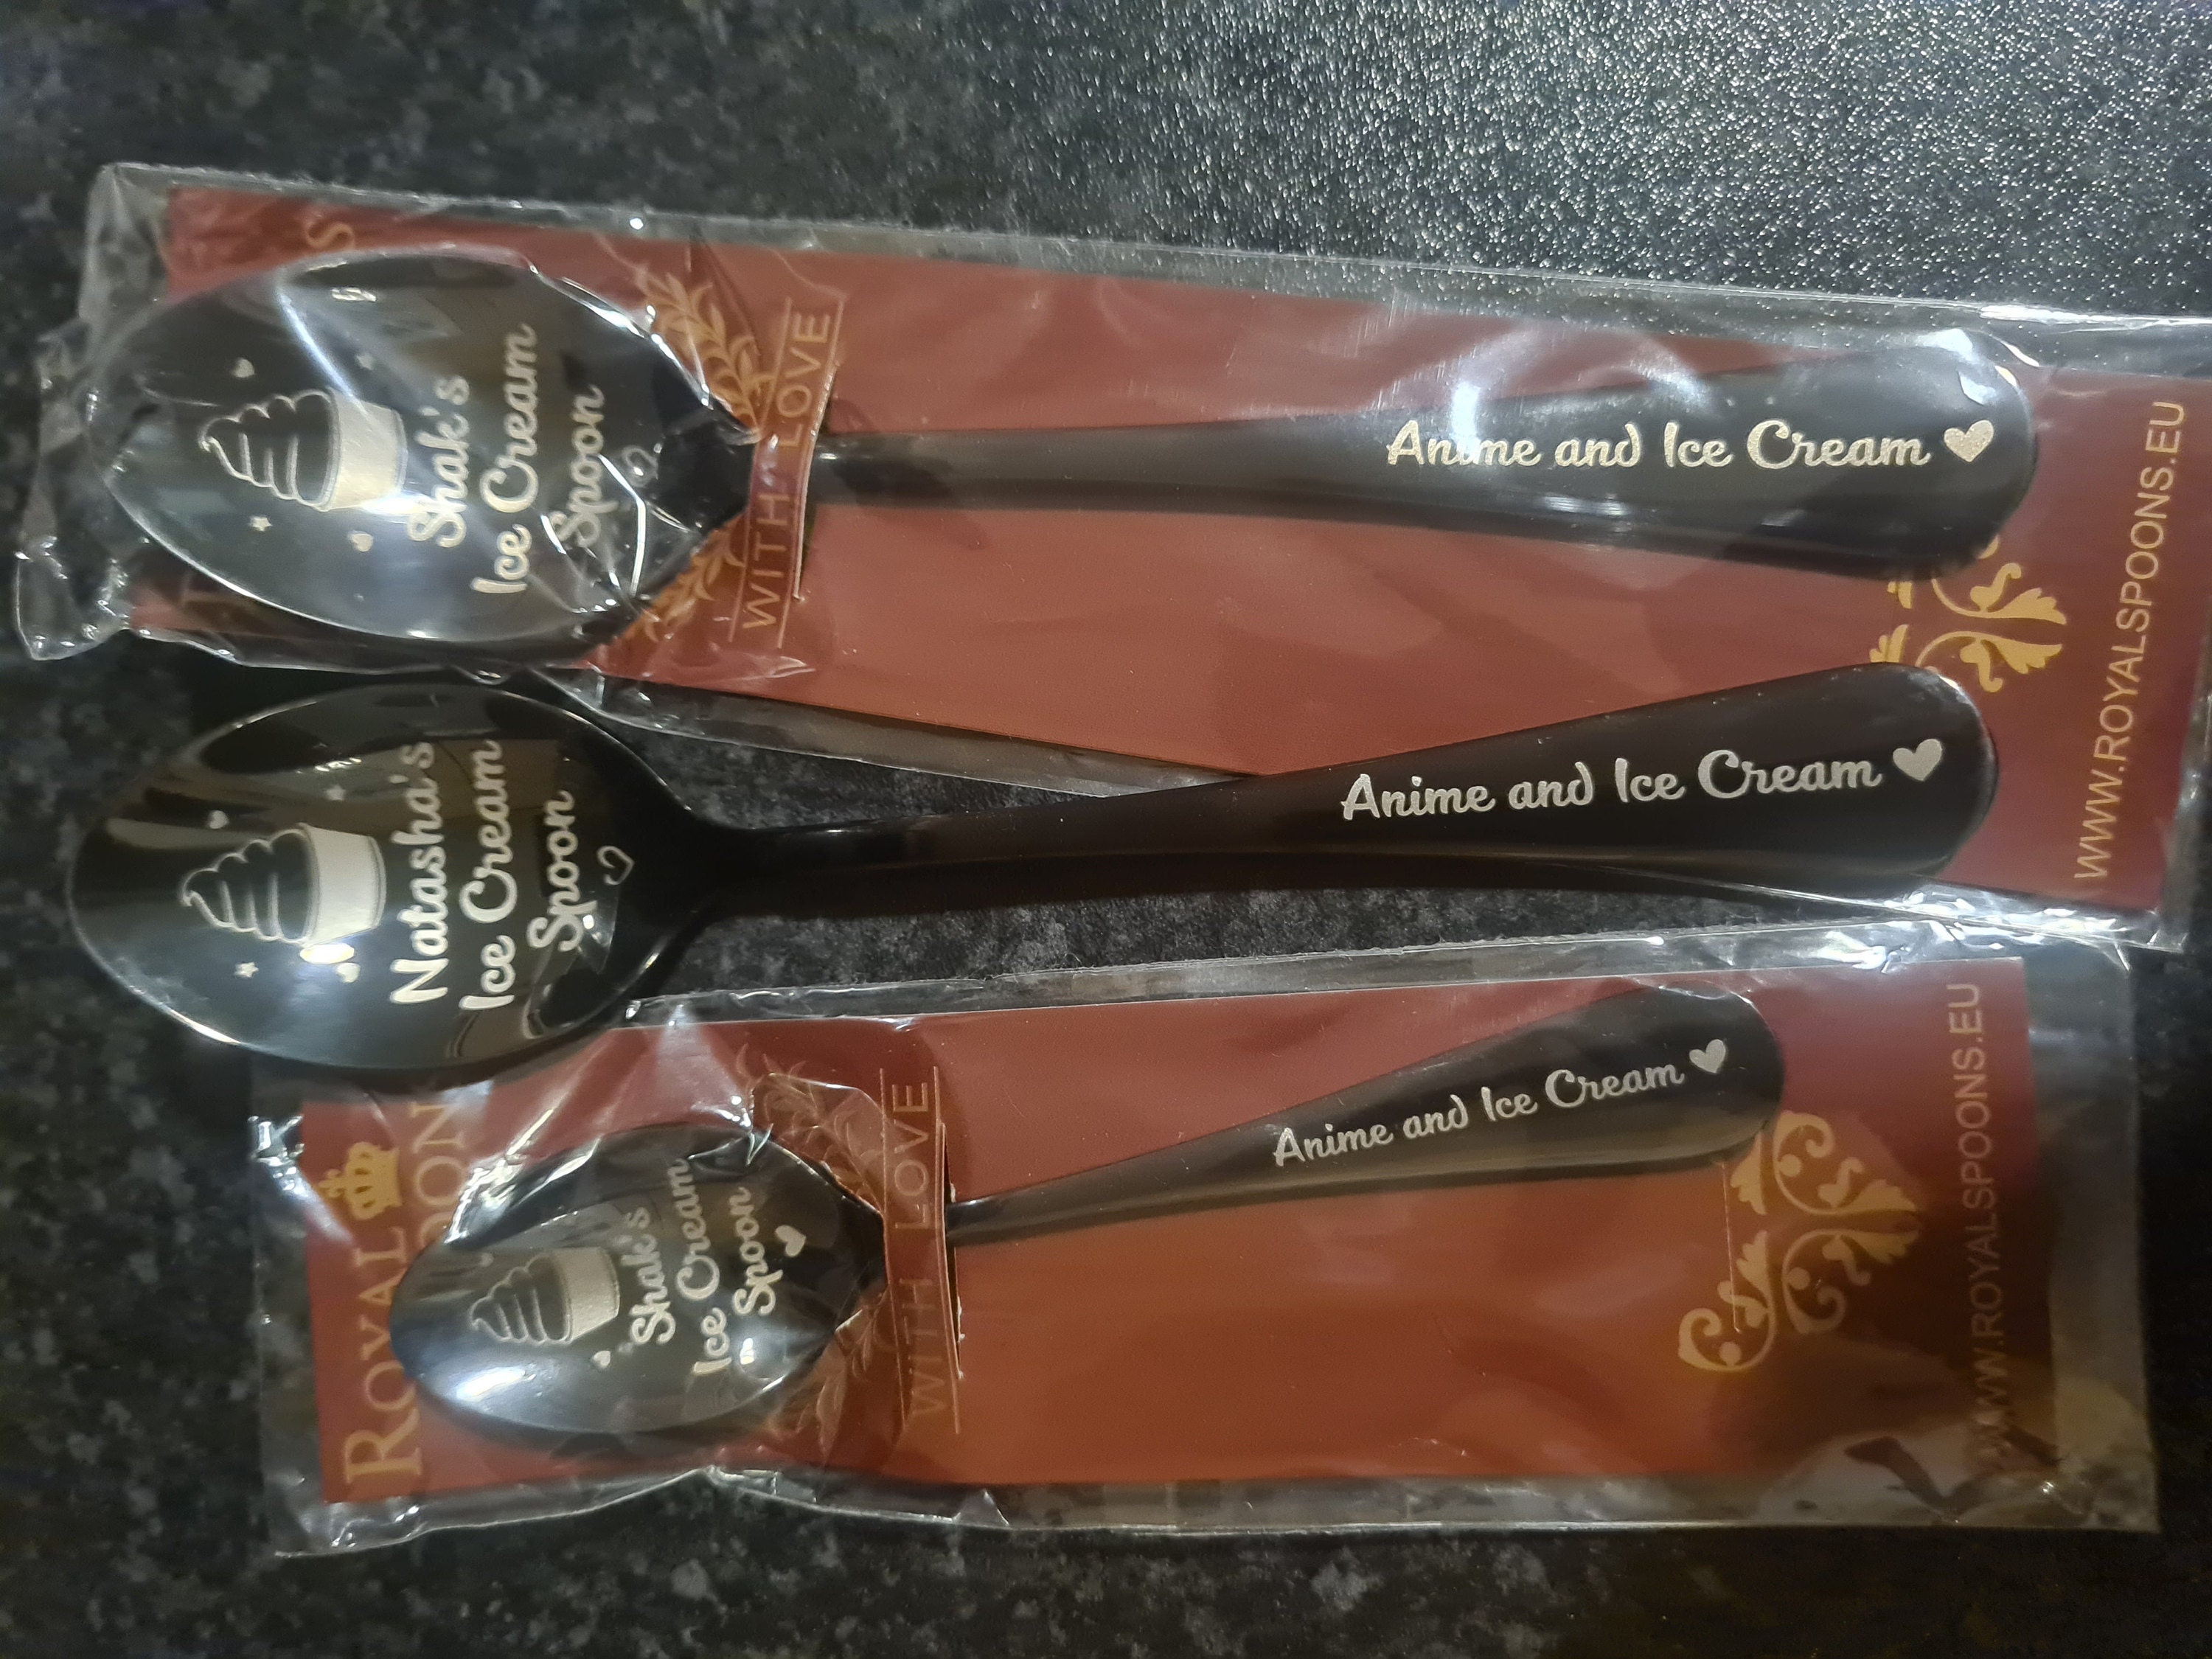 Shak's
Ice Cream
Spoon
WITH LOVE
Anime and Ice Cream
WWW.ROYALSPOONS.EU
Natasha's
Ice Cream
Spoon
Anime and Ice Cream
ROYAL
Shak's
Ice Cream
Spoon
WITH LOVE
Anime and Ice Cream
WWW.ROYALSPOONS.EU